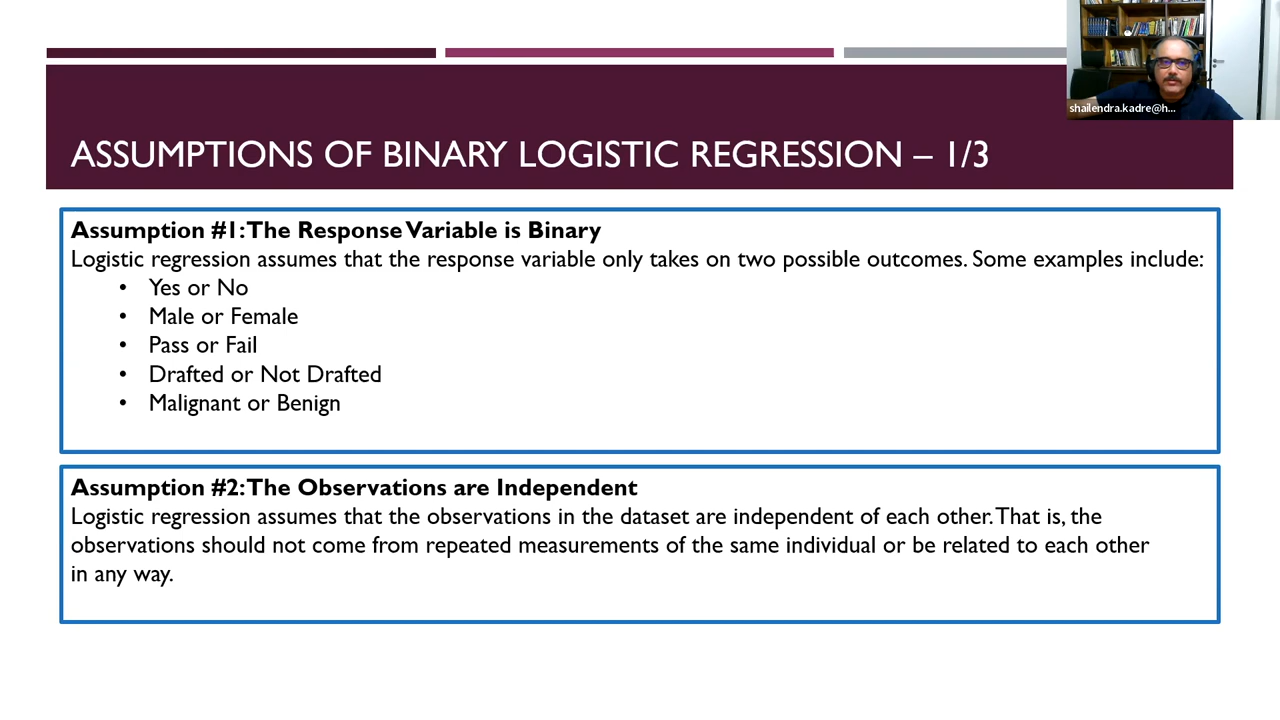 shailendra.kadre@h...
ASSUMPTIONS OF BINARY LOGISTIC REGRESSION – 1/3
Assumption #1: The Response Variable is Binary
Logistic regression assumes that the response variable only takes on two possible outcomes. Some examples include:
• Yes or No
• Male or Female
• Pass or Fail
• Drafted or Not Drafted
• Malignant or Benign
Assumption #2: The Observations are Independent
Logistic regression assumes that the observations in the dataset are independent of each other. That is, the
observations should not come from repeated measurements of the same individual or be related to each other
in any way.